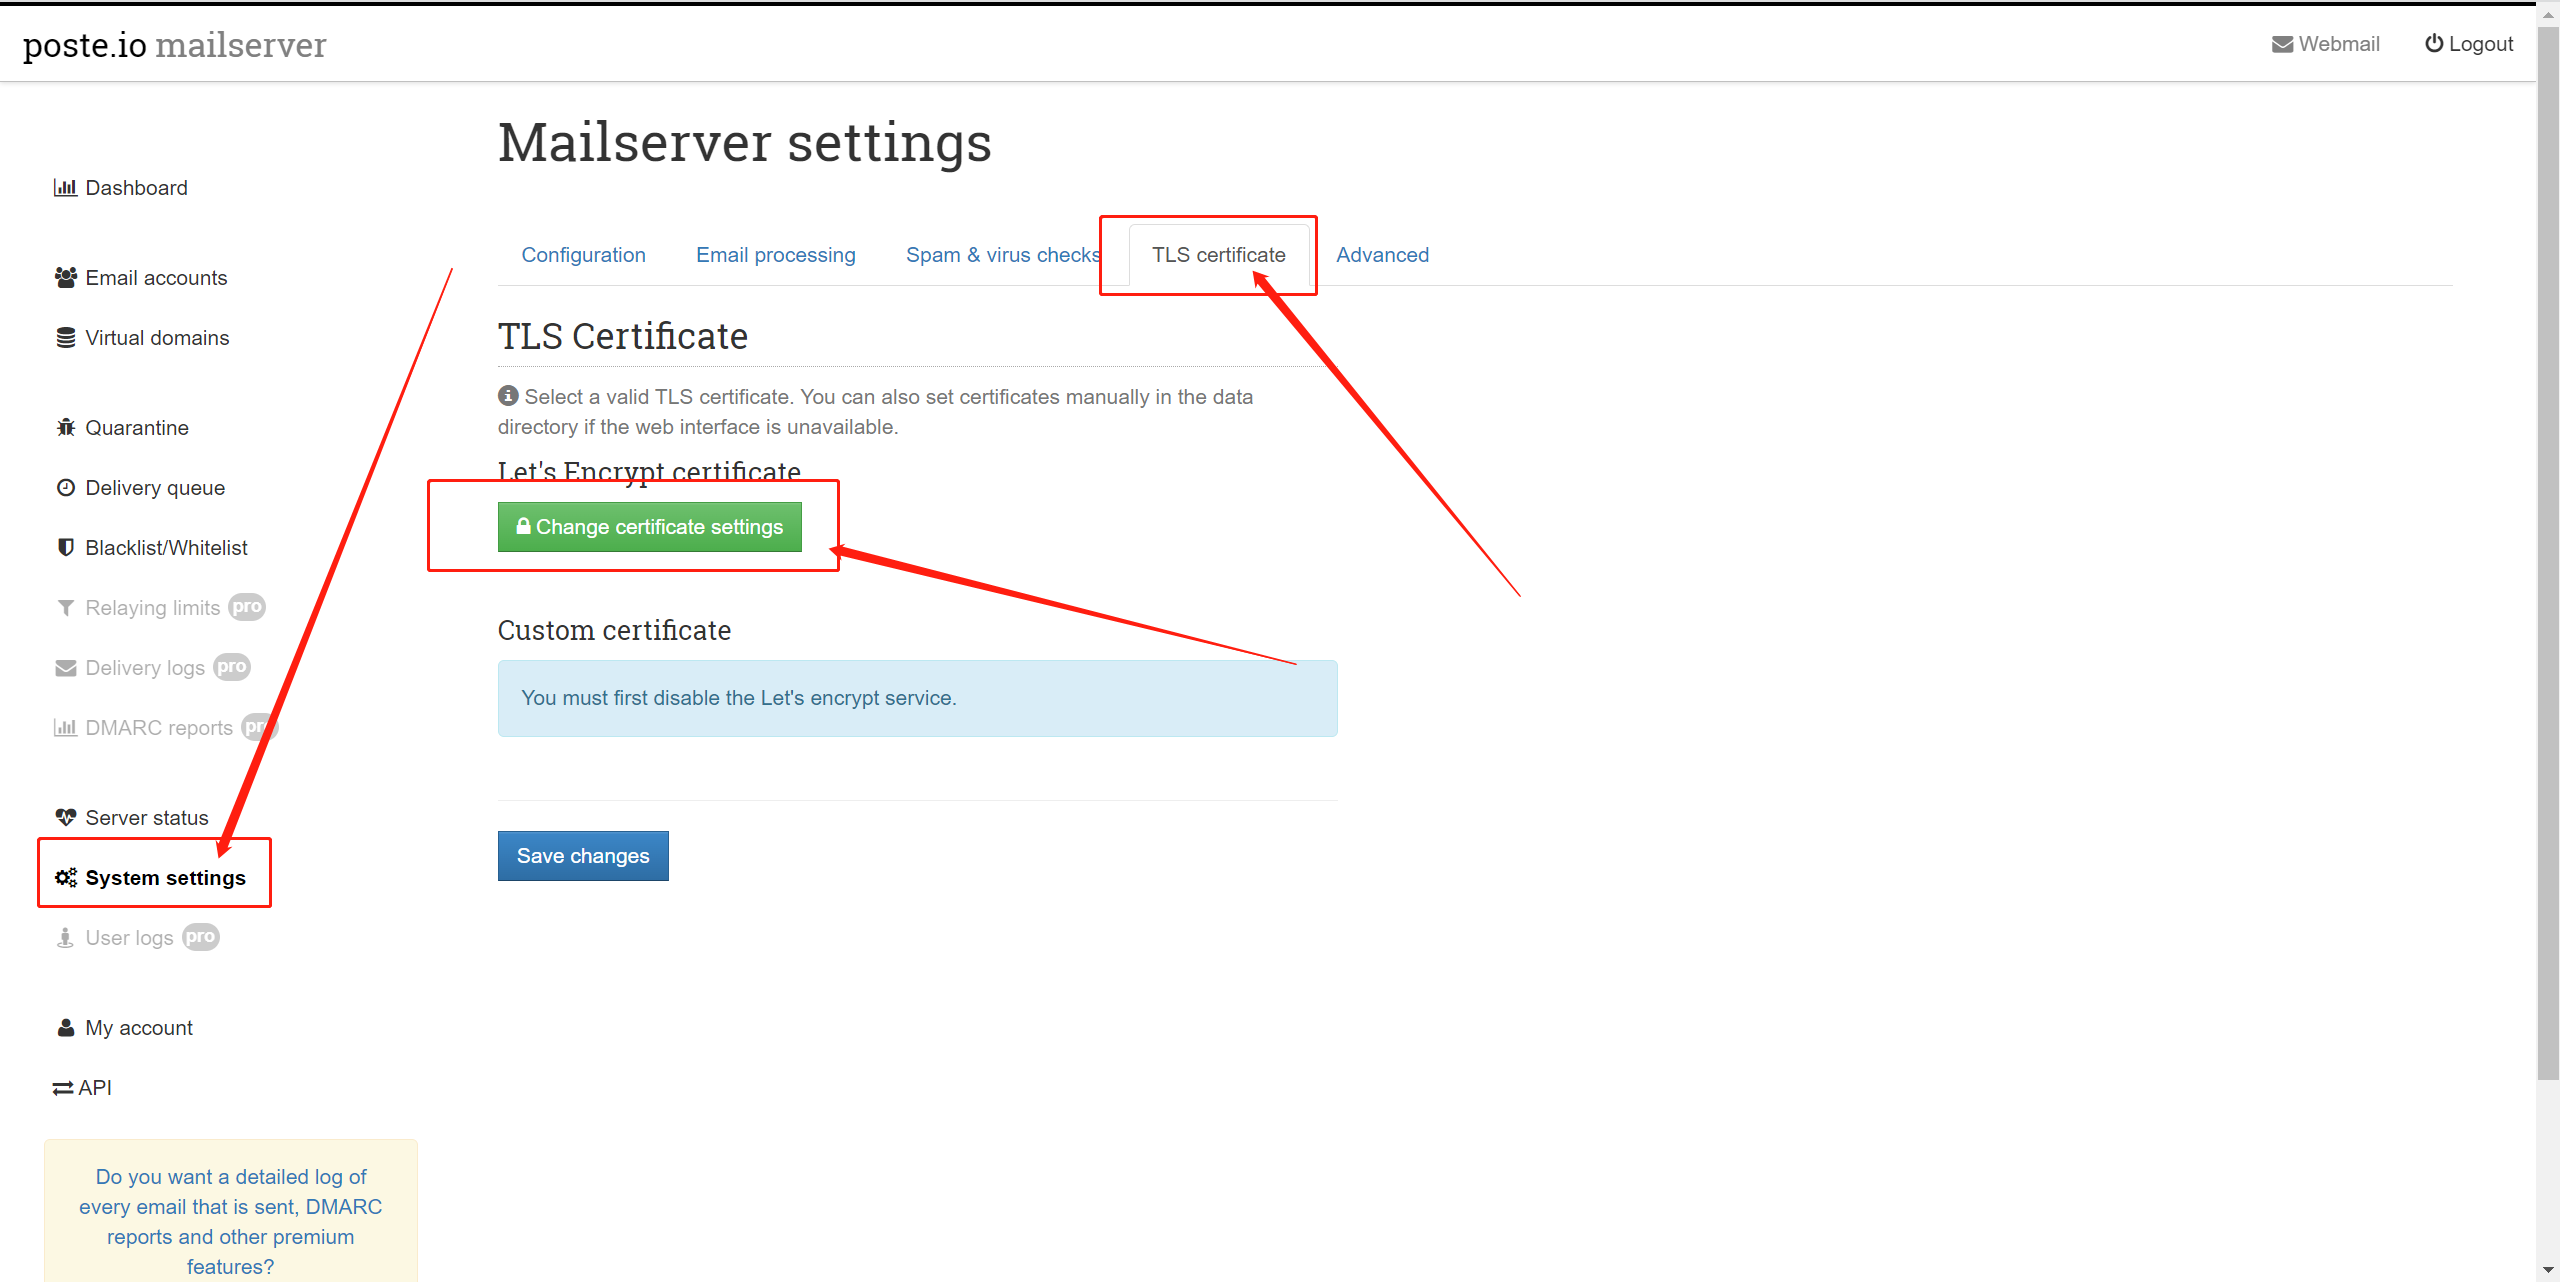 poste.io mailserver
Webmail
Logout
Dashboard
Email accounts
Virtual domains
Quarantine
Delivery queue
Blacklist/Whitelist
Relaying limits pro
Delivery logs pro
DMARC reports pro
Server status
System settings
User logs pro
My account
API
Do you want a detailed log of
every email that is sent, DMARC
reports and other premium
features?
Mailserver settings
Configuration
Email processing
Spam & virus checks
TLS certificate
Advanced
TLS Certificate
Select a valid TLS certificate. You can also set certificates manually in the data
directory if the web interface is unavailable.
Let's Encrypt certificate
Change certificate settings
Custom certificate
You must first disable the Let's encrypt service.
Save changes